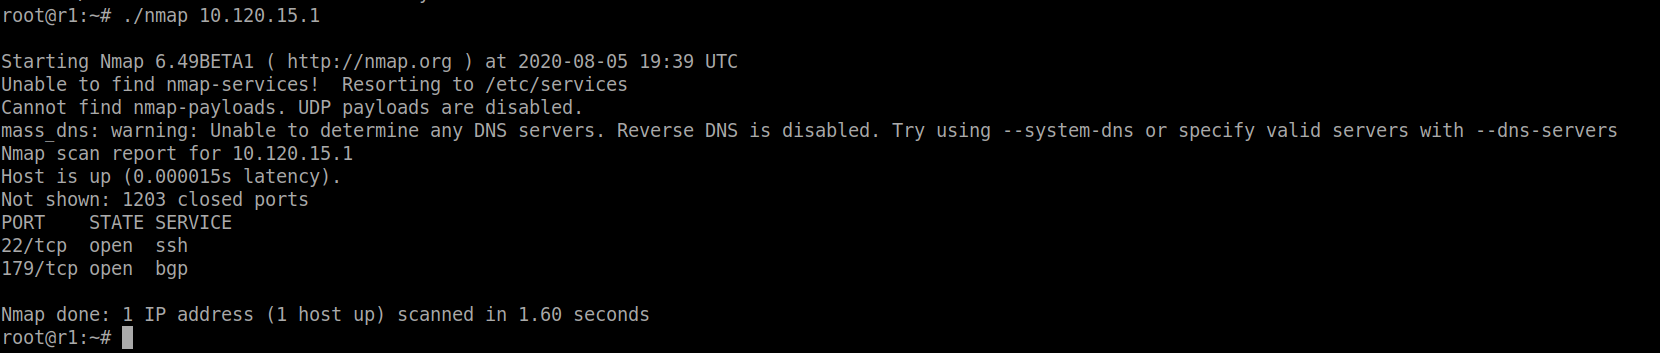 root@r1:~# ./nmap 10.120.15.1
Starting Nmap 6.49BETA1 ( http://nmap.org ) at 2020-08-05 19:39 UTC
Unable to find nmap-services!  Resorting to /etc/services
Cannot find nmap-payloads. UDP payloads are disabled.
mass_dns: warning: Unable to determine any DNS servers. Reverse DNS is disabled. Try using --system-dns or specify valid servers with --dns-servers
Nmap scan report for 10.120.15.1
Host is up (0.000015s latency).
Not shown: 1203 closed ports
PORT    STATE SERVICE
22/tcp  open  ssh
179/tcp open  bgp
Nmap done: 1 IP address (1 host up) scanned in 1.60 seconds
root@r1:~#